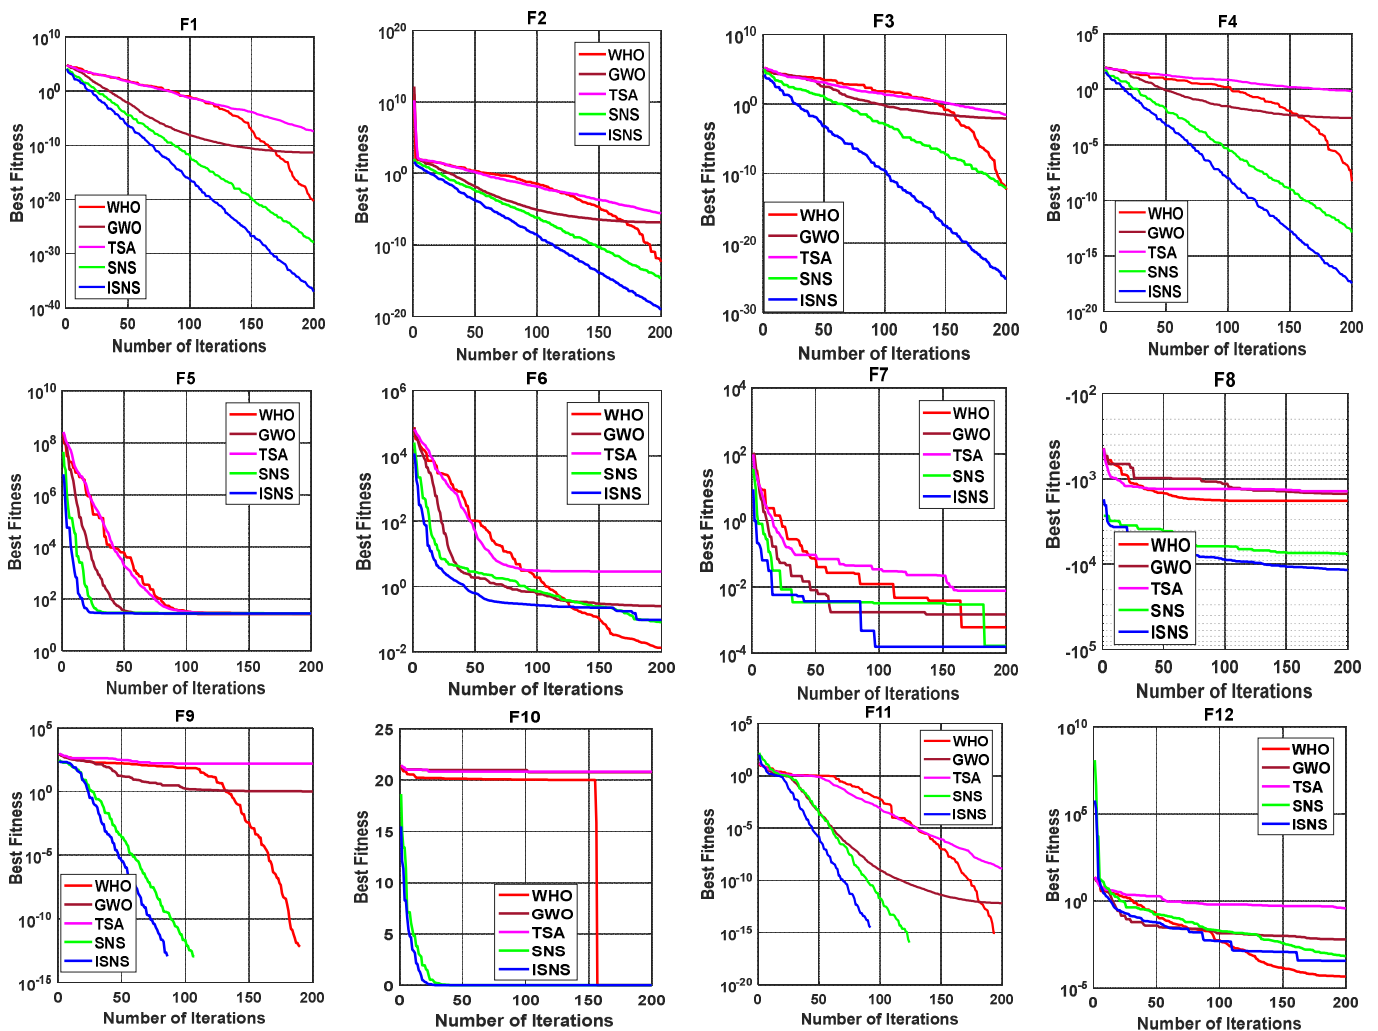 F1
10^10
10^0
10^-10
10^-20
10^-30
10^-40
Best Fitness
WHO
GWO
TSA
SNS
ISNS
0 50 100 150 200
Number of Iterations
F2
10^20
10^10
10^0
10^-10
10^-20
Best Fitness
WHO
GWO
TSA
SNS
ISNS
0 50 100 150 200
Number of Iterations
F3
10^10
10^0
10^-10
10^-20
10^-30
Best Fitness
WHO
GWO
TSA
SNS
ISNS
0 50 100 150 200
Number of Iterations
F4
10^5
10^0
10^-5
10^-10
10^-15
10^-20
Best Fitness
WHO
GWO
TSA
SNS
ISNS
0 50 100 150 200
Number of Iterations
F5
10^10
10^8
10^6
10^4
10^2
10^0
Best Fitness
WHO
GWO
TSA
SNS
ISNS
0 50 100 150 200
Number of Iterations
F6
10^6
10^4
10^2
10^0
10^-2
Best Fitness
WHO
GWO
TSA
SNS
ISNS
0 50 100 150 200
Number of Iterations
F7
10^4
10^2
10^0
10^-2
10^-4
Best Fitness
WHO
GWO
TSA
SNS
ISNS
0 50 100 150 200
Number of Iterations
F8
-10^2
-10^3
-10^4
-10^5
Best Fitness
WHO
GWO
TSA
SNS
ISNS
0 50 100 150 200
Number of Iterations
F9
10^5
10^0
10^-5
10^-10
10^-15
Best Fitness
WHO
GWO
TSA
SNS
ISNS
0 50 100 150 200
Number of Iterations
F10
25
20
15
10
5
0
Best Fitness
WHO
GWO
TSA
SNS
ISNS
0 50 100 150 200
Number of Iterations
F11
10^5
10^0
10^-5
10^-10
10^-15
10^-20
Best Fitness
WHO
GWO
TSA
SNS
ISNS
0 50 100 150 200
Number of Iterations
F12
10^10
10^5
10^0
10^-5
Best Fitness
WHO
GWO
TSA
SNS
ISNS
0 50 100 150 200
Number of Iterations